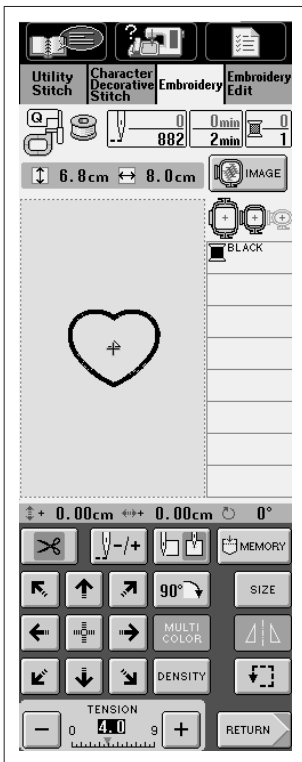 Utility Stitch
Character Decorative Stitch
Embroidery
Embroidery Edit
Q
0
882
0min
2min
0
1
6.8cm
8.0cm
IMAGE
BLACK
+ 0.00cm
+ 0.00cm
0°
-/+
MEMORY
90°
SIZE
MULTI COLOR
DENSITY
TENSION
- 0 4.0 9 +
RETURN